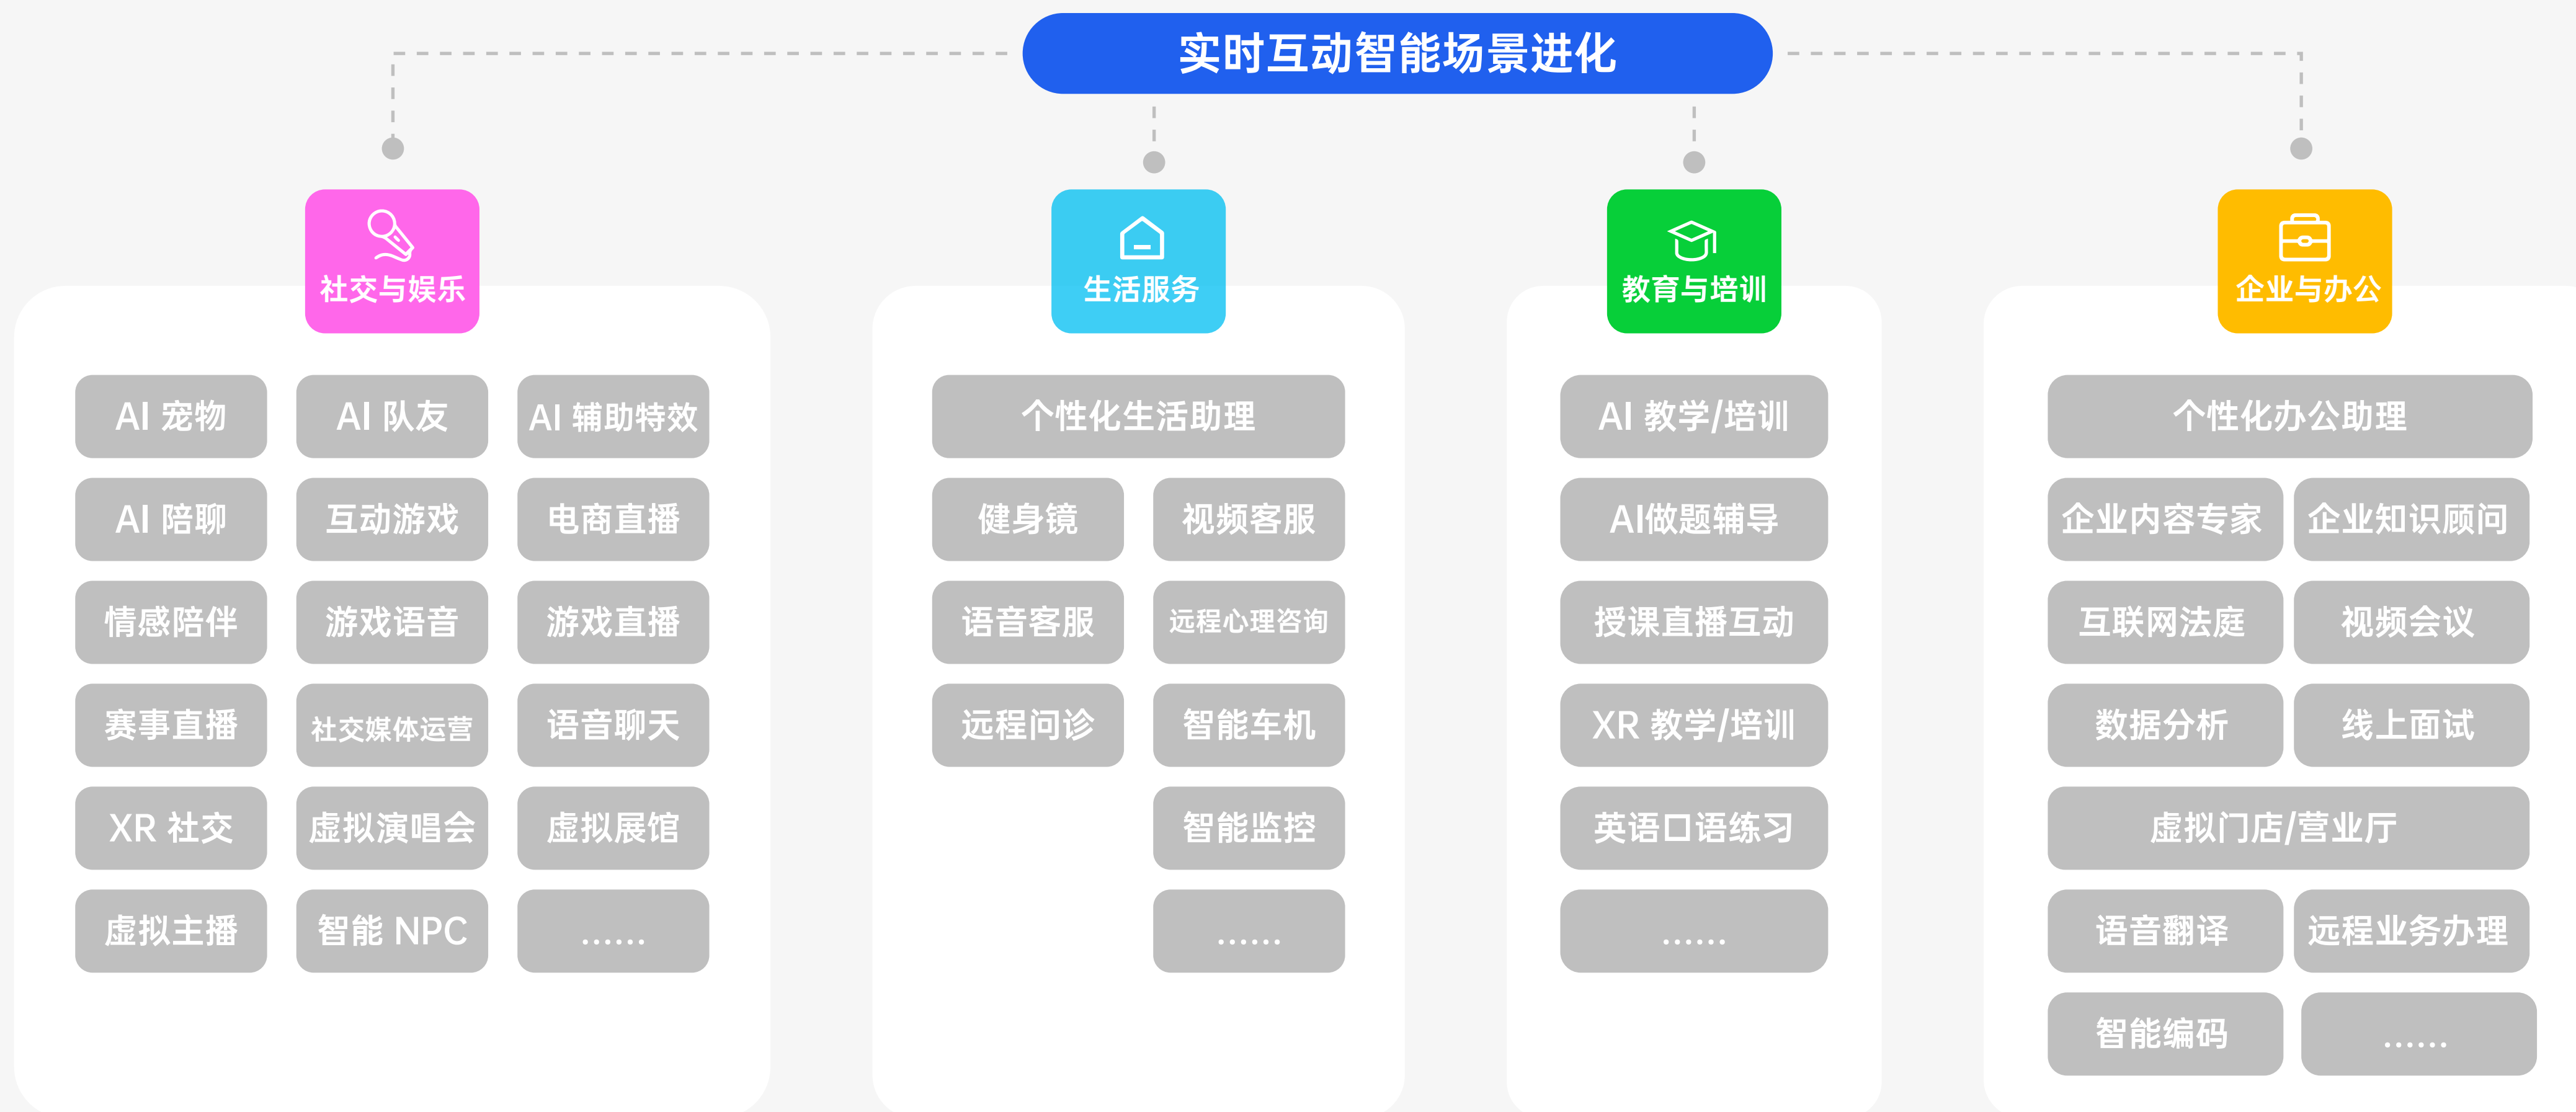 实时互动智能场景进化
社交与娱乐
AI 宠物
AI 队友
AI 辅助特效
AI 陪聊
互动游戏
电商直播
情感陪伴
游戏语音
游戏直播
赛事直播
社交媒体运营
语音聊天
XR 社交
虚拟演唱会
虚拟展馆
虚拟主播
智能 NPC
……
生活服务
个性化生活助理
健身镜
视频客服
语音客服
远程心理咨询
远程问诊
智能车机
智能监控
……
教育与培训
AI 教学/培训
AI做题辅导
授课直播互动
XR 教学/培训
英语口语练习
……
企业与办公
个性化办公助理
企业内容专家
企业知识顾问
互联网法庭
视频会议
数据分析
线上面试
虚拟门店/营业厅
语音翻译
远程业务办理
智能编码
……